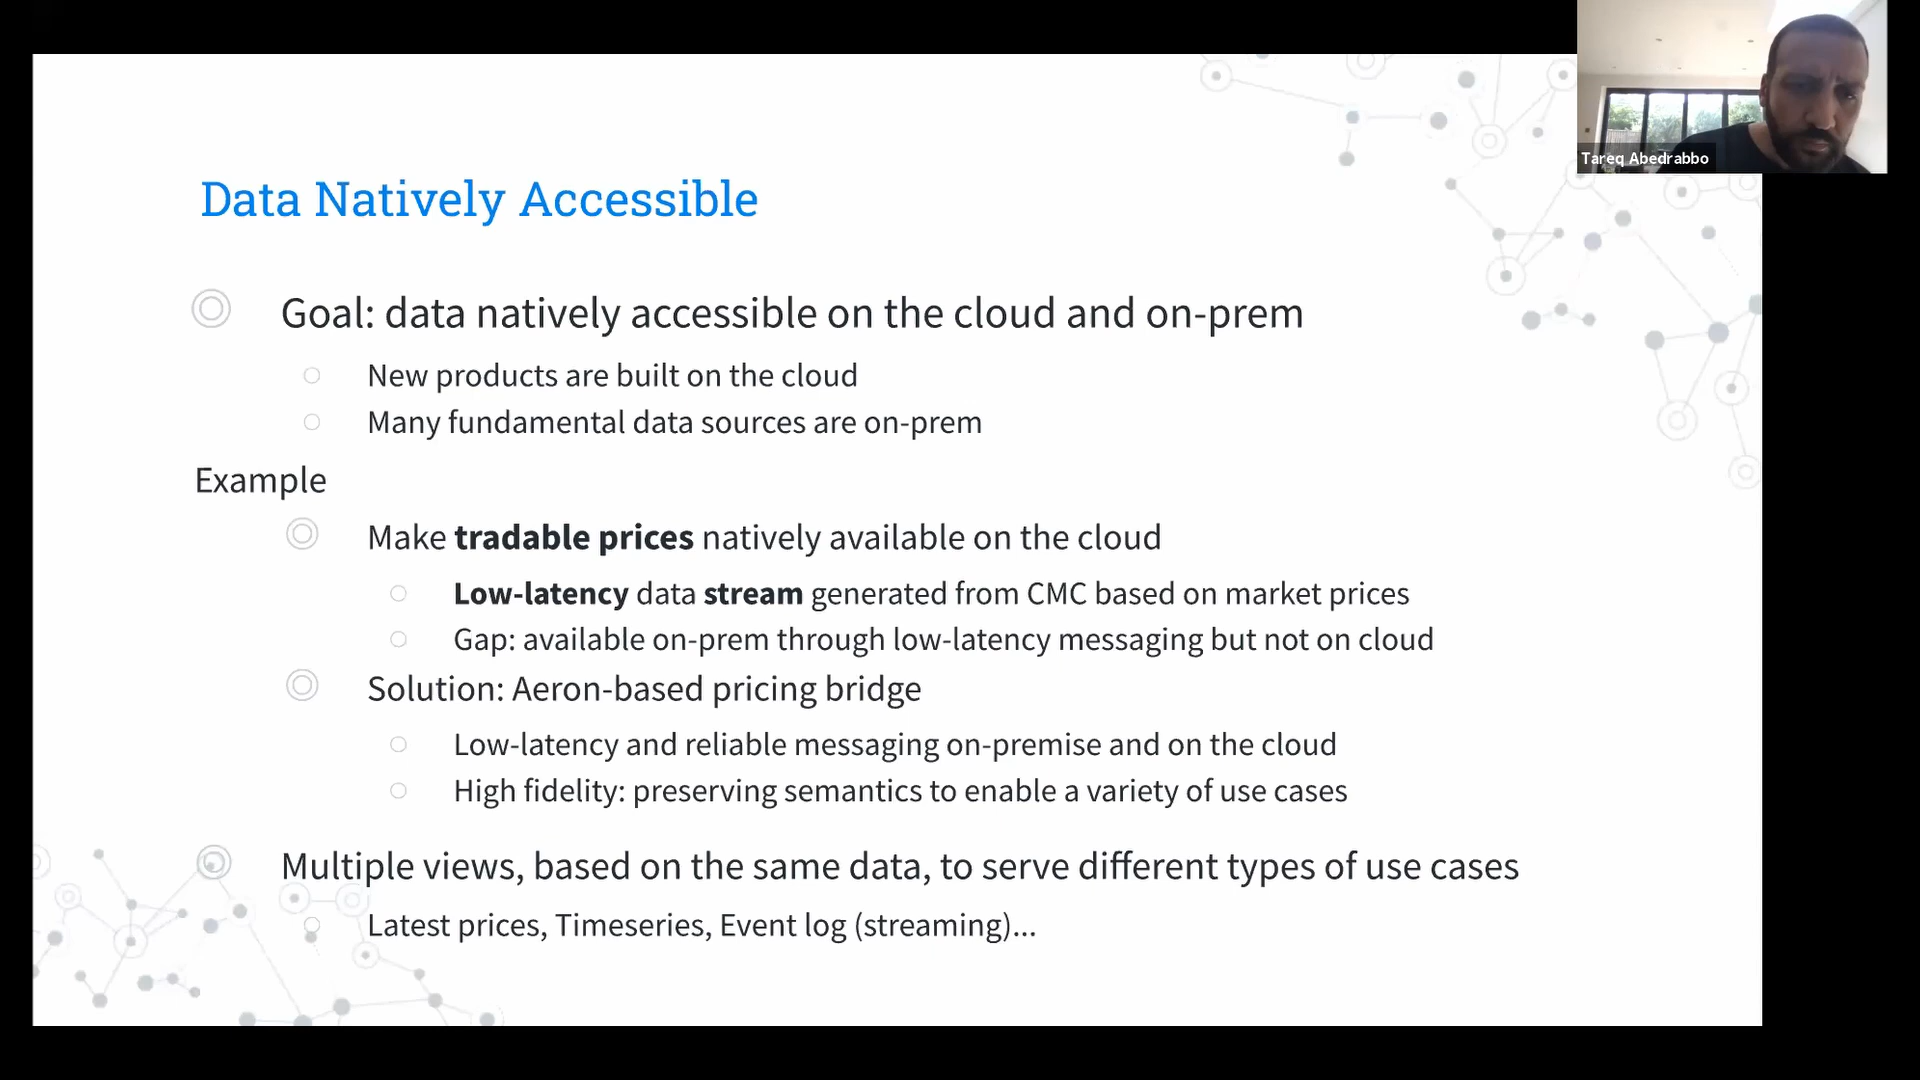 Tareq Abedrabbo
Data Natively Accessible
Goal: data natively accessible on the cloud and on-prem
New products are built on the cloud
Many fundamental data sources are on-prem
Example
Make tradable prices natively available on the cloud
Low-latency data stream generated from CMC based on market prices
Gap: available on-prem through low-latency messaging but not on cloud
Solution: Aeron-based pricing bridge
Low-latency and reliable messaging on-premise and on the cloud
High fidelity: preserving semantics to enable a variety of use cases
Multiple views, based on the same data, to serve different types of use cases
Latest prices, Timeseries, Event log (streaming)...